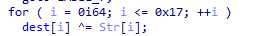 for ( i = 0i64; i <= 0x17; ++i )
dest[i] ^= Str[i];